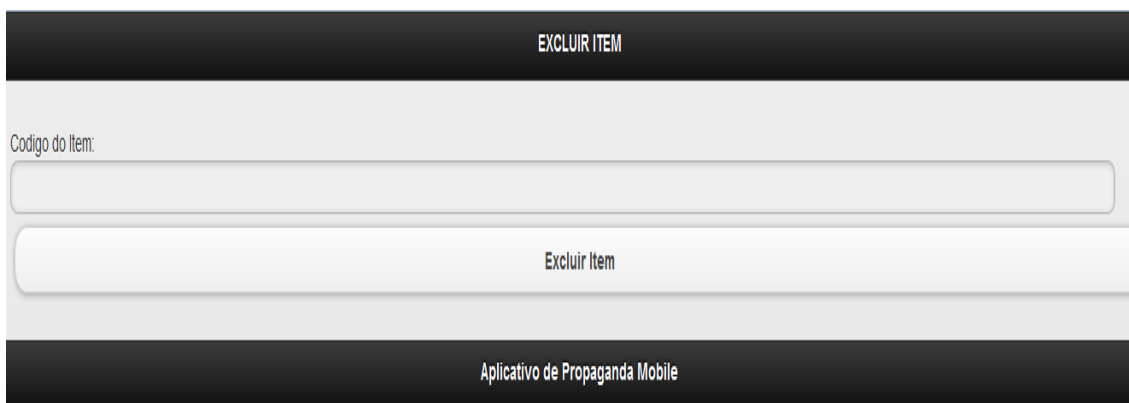 EXCLUIR ITEM
Codigo do Item:
Excluir Item
Aplicativo de Propaganda Mobile